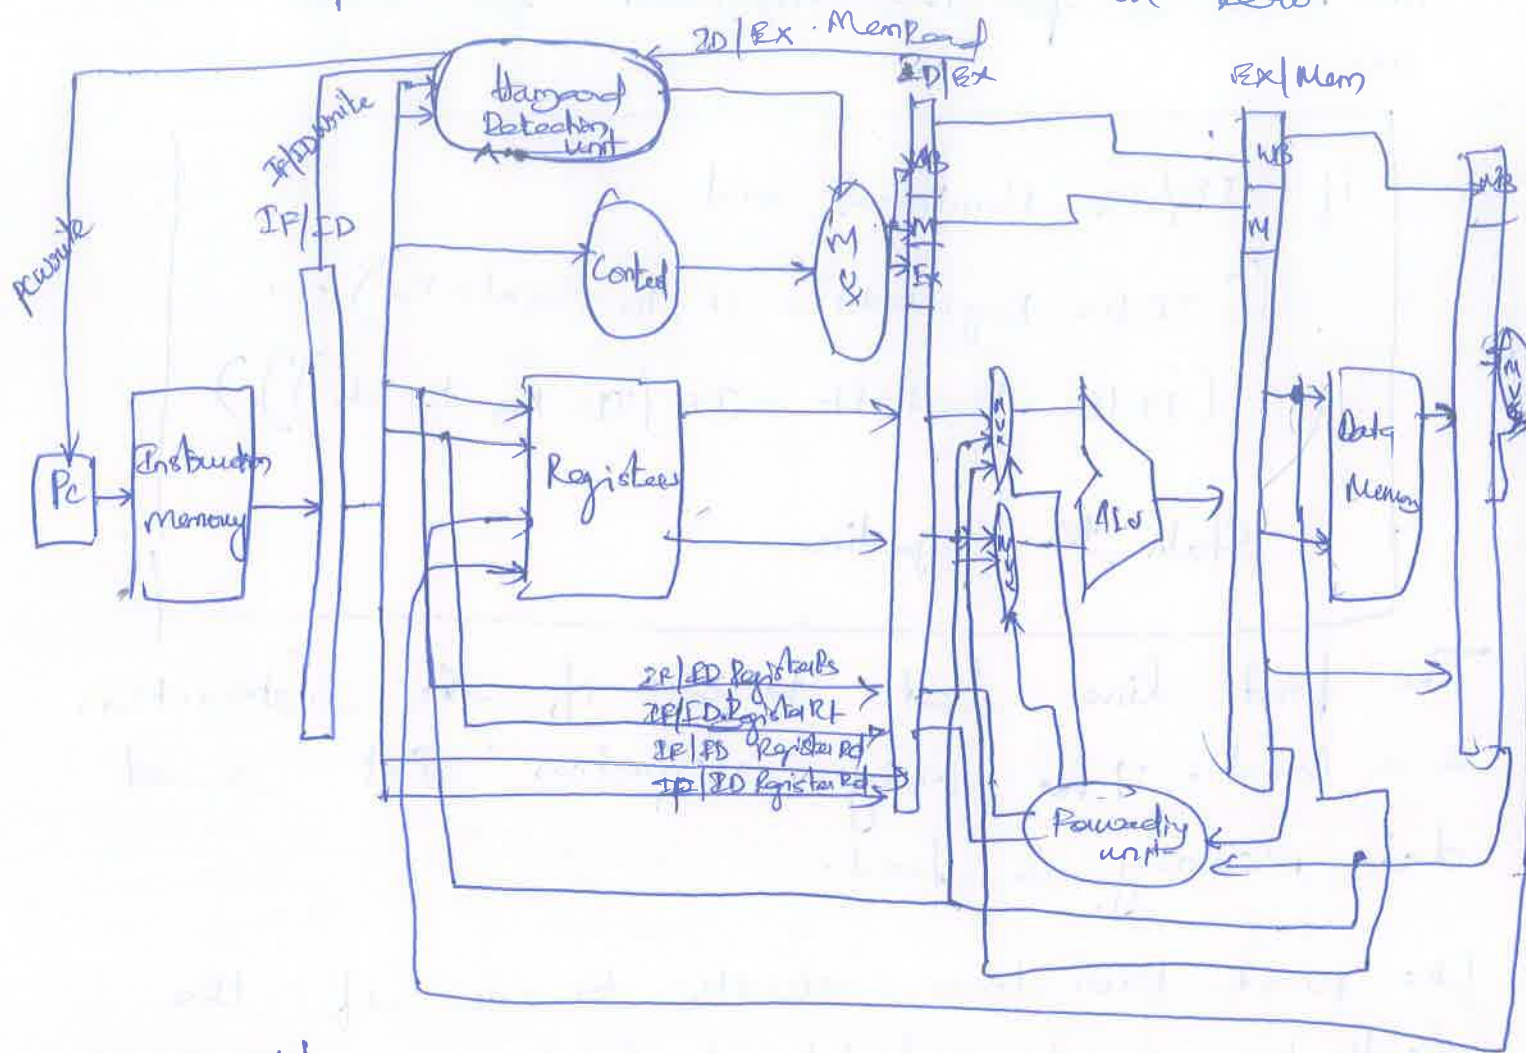 ID/Ex. MemRead
ID/Ex
Ex/Mem
Hazard
Detection
unit
IF/IDWrite
IF/ID
PCWrite
Control
M
u
x
WB
M
Ex
WB
M
WB
PC
Instruction
Memory
Registers
M
u
x
M
u
x
ALU
Data
Memory
M
u
x
IF/ID RegisterRs
IF/ID.RegisterRt
IF/ID RegisterRd
IF/ID RegisterRd
Forwarding
unit